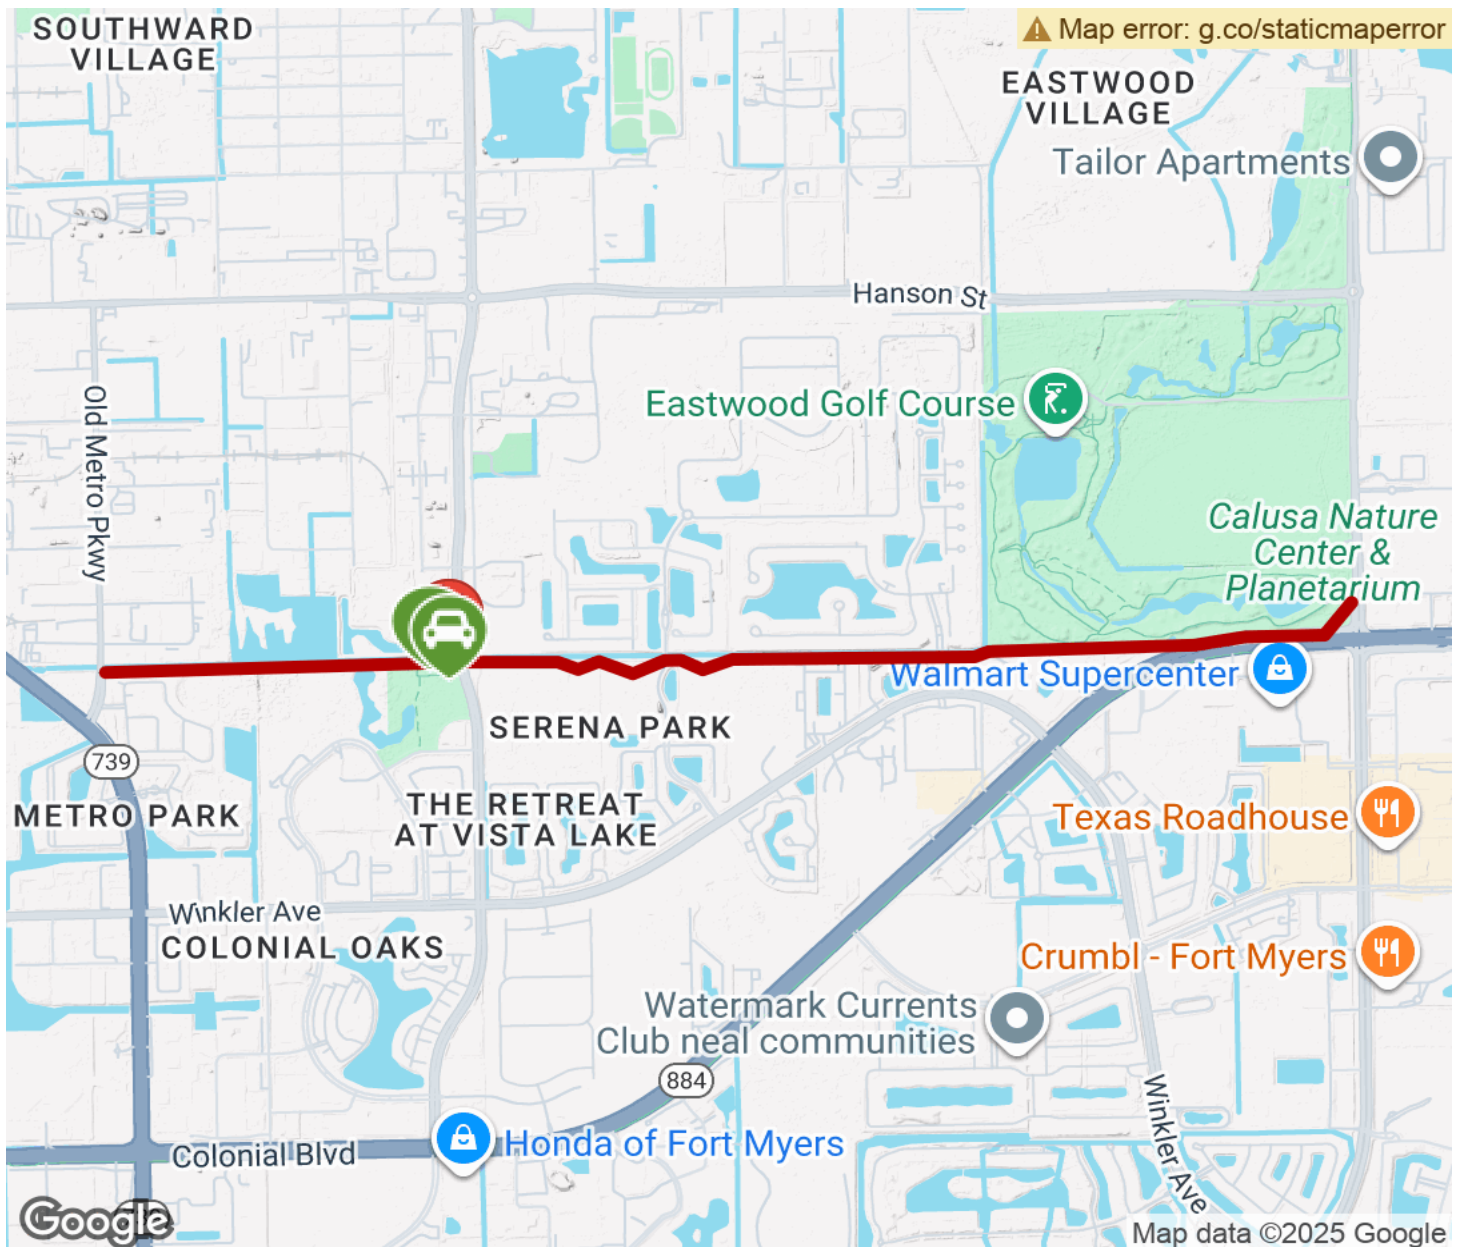 SOUTHWARD
VILLAGE
Map error: g.co/staticmaperror
EASTWOOD
VILLAGE
Tailor Apartments
Hanson St
Old Metro Pkwy
Eastwood Golf Course
Calusa Nature
Center &
Planetarium
Walmart Supercenter
SERENA PARK
739
METRO PARK
THE RETREAT
AT VISTA LAKE
Texas Roadhouse
Winkler Ave
COLONIAL OAKS
Crumbl - Fort Myers
Watermark Currents
Club neal communities
884
Winkler Ave
Colonial Blvd
Honda of Fort Myers
Google
Map data ©2025 Google